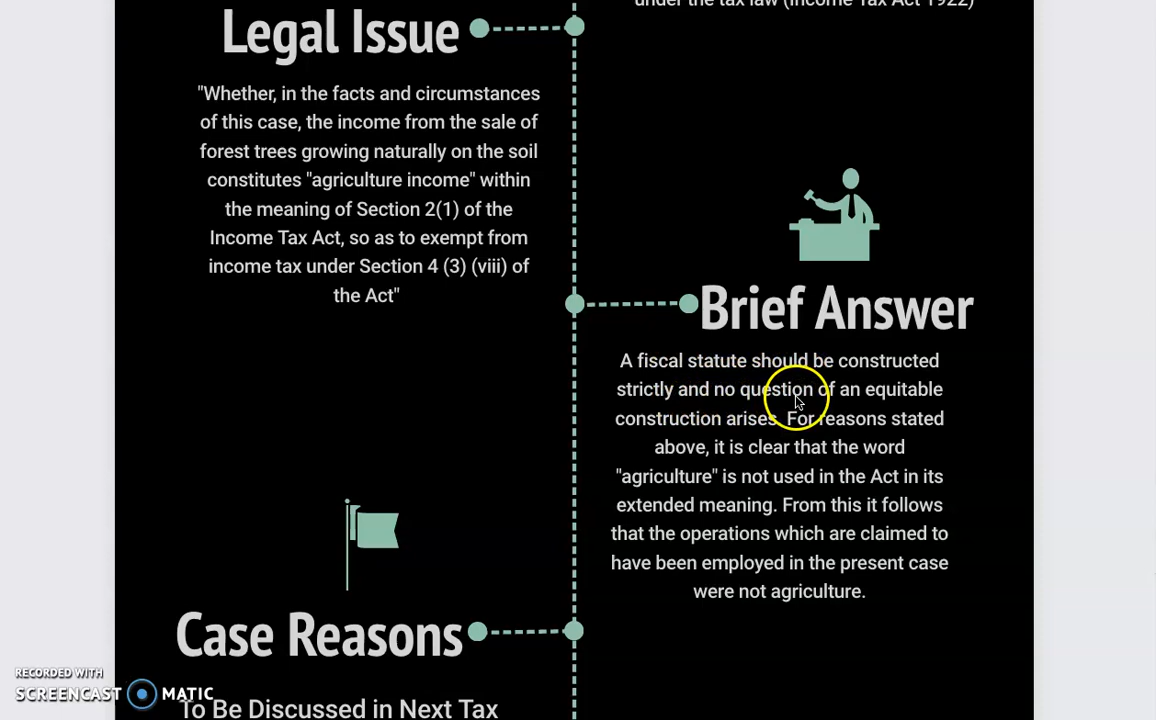 under the tax law (Income Tax Act 1922)
Legal Issue
"Whether, in the facts and circumstances
of this case, the income from the sale of
forest trees growing naturally on the soil
constitutes "agriculture income" within
the meaning of Section 2(1) of the
Income Tax Act, so as to exempt from
income tax under Section 4 (3) (viii) of
the Act"
Brief Answer
A fiscal statute should be constructed
strictly and no question of an equitable
construction arises. For reasons stated
above, it is clear that the word
"agriculture" is not used in the Act in its
extended meaning. From this it follows
that the operations which are claimed to
have been employed in the present case
were not agriculture.
Case Reasons
To Be Discussed in Next Tax
RECORDED WITH
SCREENCAST MATIC